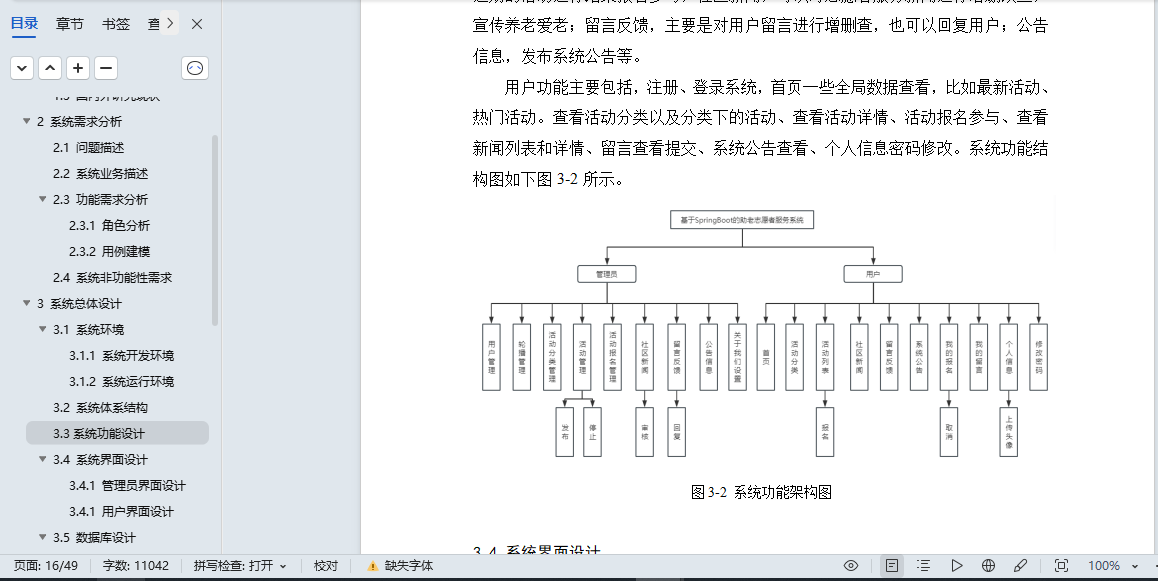 目录 章节 书签 查
1.3 国内外研究现状
2 系统需求分析
2.1 问题描述
2.2 系统业务描述
2.3 功能需求分析
2.3.1 角色分析
2.3.2 用例建模
2.4 系统非功能性需求
3 系统总体设计
3.1 系统环境
3.1.1 系统开发环境
3.1.2 系统运行环境
3.2 系统体系结构
3.3 系统功能设计
3.4 系统界面设计
3.4.1 管理员界面设计
3.4.1 用户界面设计
3.5 数据库设计
宣传养老爱老；留言反馈，主要是对用户留言进行增删查，也可以回复用户；公告
信息，发布系统公告等。
用户功能主要包括，注册、登录系统，首页一些全局数据查看，比如最新活动、
热门活动。查看活动分类以及分类下的活动、查看活动详情、活动报名参与、查看
新闻列表和详情、留言查看提交、系统公告查看、个人信息密码修改。系统功能结
构图如下图 3-2 所示。
基于SpringBoot的助老志愿者服务系统
管理员
用户
用户管理
轮播管理
活动分类管理
活动管理
活动报名管理
社区新闻
留言反馈
公告信息
关于我们设置
首页
活动分类
活动列表
社区新闻
留言反馈
系统公告
我的报名
我的留言
个人信息
修改密码
发布
停止
审核
回复
报名
取消
上传头像
图 3-2 系统功能架构图
3.4 系统界面设计
页面: 16/49 字数: 11042 拼写检查: 打开 校对 缺失字体 100%